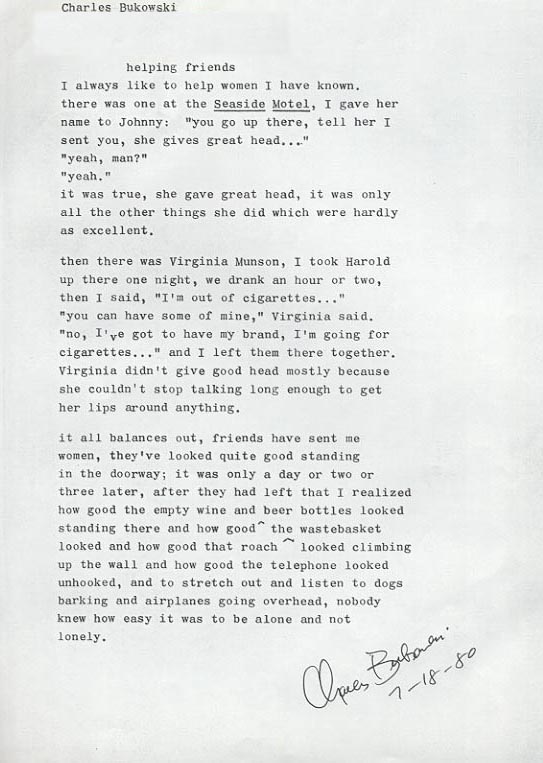 Charles Bukowski
helping friends
I always like to help women I have known.
there was one at the Seaside Motel, I gave her
name to Johnny: "you go up there, tell her I
sent you, she gives great head..."
"yeah, man?"
"yeah."
it was true, she gave great head, it was only
all the other things she did which were hardly
as excellent.
then there was Virginia Munson, I took Harold
up there one night, we drank an hour or two,
then I said, "I'm out of cigarettes..."
"you can have some of mine," Virginia said.
"no, I've got to have my brand, I'm going for
cigarettes..." and I left them there together.
Virginia didn't give good head mostly because
she couldn't stop talking long enough to get
her lips around anything.
it all balances out, friends have sent me
women, they've looked quite good standing
in the doorway; it was only a day or two or
three later, after they had left that I realized
how good the empty wine and beer bottles looked
standing there and how good the wastebasket
looked and how good that roach looked climbing
up the wall and how good the telephone looked
unhooked, and to stretch out and listen to dogs
barking and airplanes going overhead, nobody
knew how easy it was to be alone and not
lonely.
Charles Bukowski
7-18-80